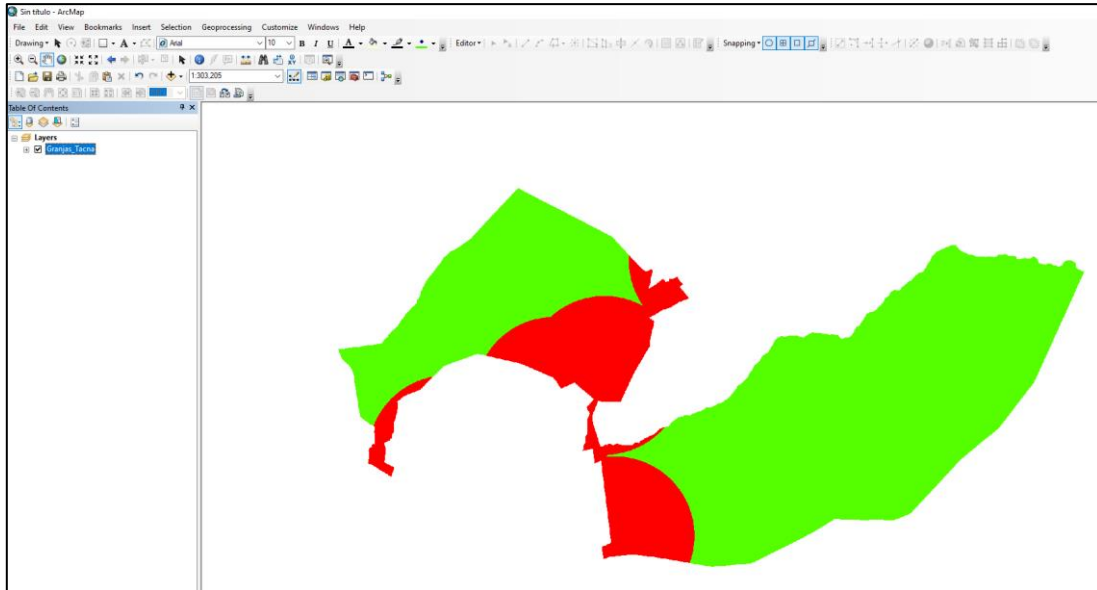 Sin título - ArcMap
File Edit View Bookmarks Insert Selection Geoprocessing Customize Windows Help
Drawing Arial 10 B I U A Editor Snapping
1:303,205
Table Of Contents
Layers
Granjas_Tacna